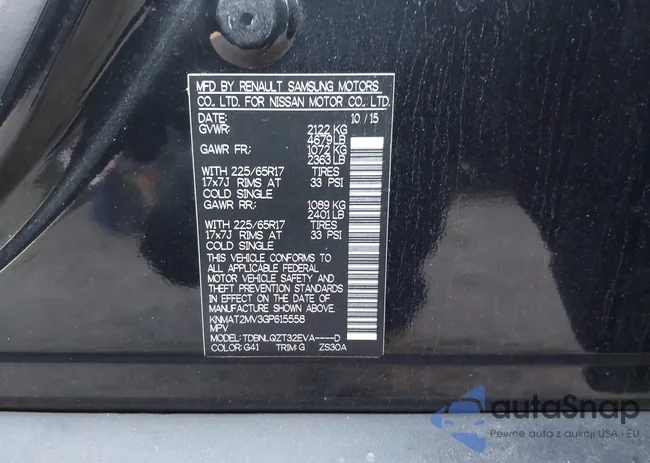 MFD BY RENAULT SAMSUNG MOTORS
CO., LTD. FOR NISSAN MOTOR CO., LTD.
DATE: 10 / 15
GVWR: 2122 KG
4679 LB
GAWR FR: 1072 KG
2363 LB
WITH 225/65R17 TIRES
17x7J RIMS AT 33 PSI
COLD SINGLE
GAWR RR: 1089 KG
2401 LB
WITH 225/65R17 TIRES
17x7J RIMS AT 33 PSI
COLD SINGLE
THIS VEHICLE CONFORMS TO
ALL APPLICABLE FEDERAL
MOTOR VEHICLE SAFETY AND
THEFT PREVENTION STANDARDS
IN EFFECT ON THE DATE OF
MANUFACTURE SHOWN ABOVE.
KNMAT2MV3GP615558
MPV
MODEL: TDBNLQZT32EVA----D
COLOR: G41 TRIM: G ZS30A
autoSnap
Pewne auta z aukcji USA i EU